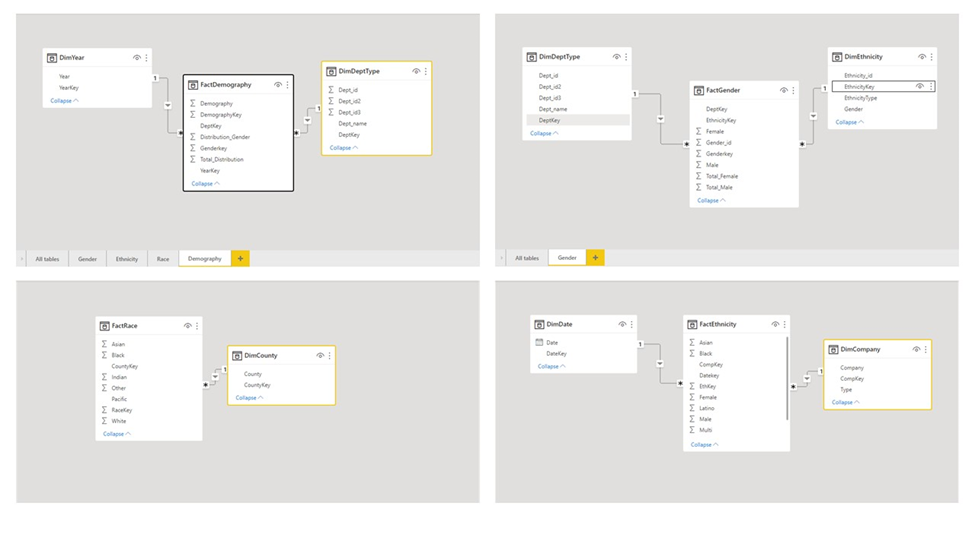 DimYear
Year
YearKey
Collapse
1
FactDemography
Demography
DemographyKey
DeptKey
Distribution_Gender
Genderkey
Total_Distribution
YearKey
Collapse
*
*
1
DimDeptType
Dept_id
Dept_id2
Dept_id3
Dept_name
DeptKey
Collapse
All tables
Gender
Ethnicity
Race
Demography
+
DimDeptType
Dept_id
Dept_id2
Dept_id3
Dept_name
DeptKey
Collapse
1
FactGender
DeptKey
EthnicityKey
Female
Gender_id
Genderkey
Male
Total_Female
Total_Male
Collapse
*
*
1
DimEthnicity
Ethnicity_id
EthnicityKey
EthnicityType
Gender
Collapse
All tables
Gender
+
FactRace
Asian
Black
CountyKey
Indian
Other
Pacific
RaceKey
White
Collapse
*
1
DimCounty
County
CountyKey
Collapse
DimDate
Date
DateKey
Collapse
1
FactEthnicity
Asian
Black
CompKey
Datekey
EthKey
Female
Latino
Male
Multi
Collapse
*
*
1
DimCompany
Company
CompKey
Type
Collapse